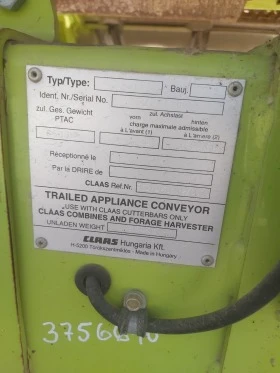 Typ/Type: Bauj.
Ident. Nr./Serial No.
zul. Ges. Gewicht zul. Achslast
PTAC vorn hinten
charge maximale admissible
à L'avant (1) à L'arrière (2)
Réceptionné le
Par la DRIRE de
CLAAS Ref.Nr.
TRAILED APPLIANCE CONVEYOR
USE WITH CLAAS CUTTERBARS ONLY
CLAAS COMBINES AND FORAGE HARVESTER
UNLADEN WEIGHT
CLAAS Hungaria Kft.
H-5200 Törökszentmiklós - Made in Hungary